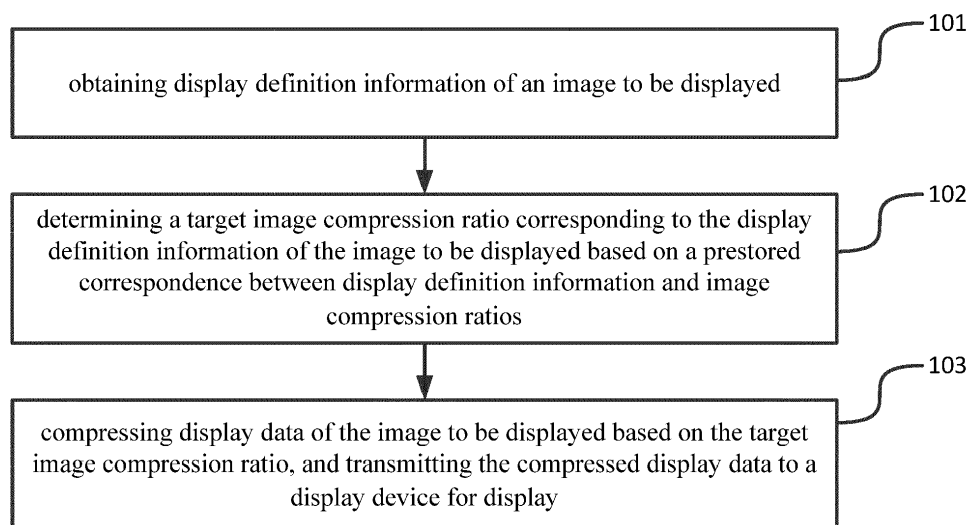 101
obtaining display definition information of an image to be displayed
102
determining a target image compression ratio corresponding to the display
definition information of the image to be displayed based on a prestored
correspondence between display definition information and image
compression ratios
103
compressing display data of the image to be displayed based on the target
image compression ratio, and transmitting the compressed display data to a
display device for display